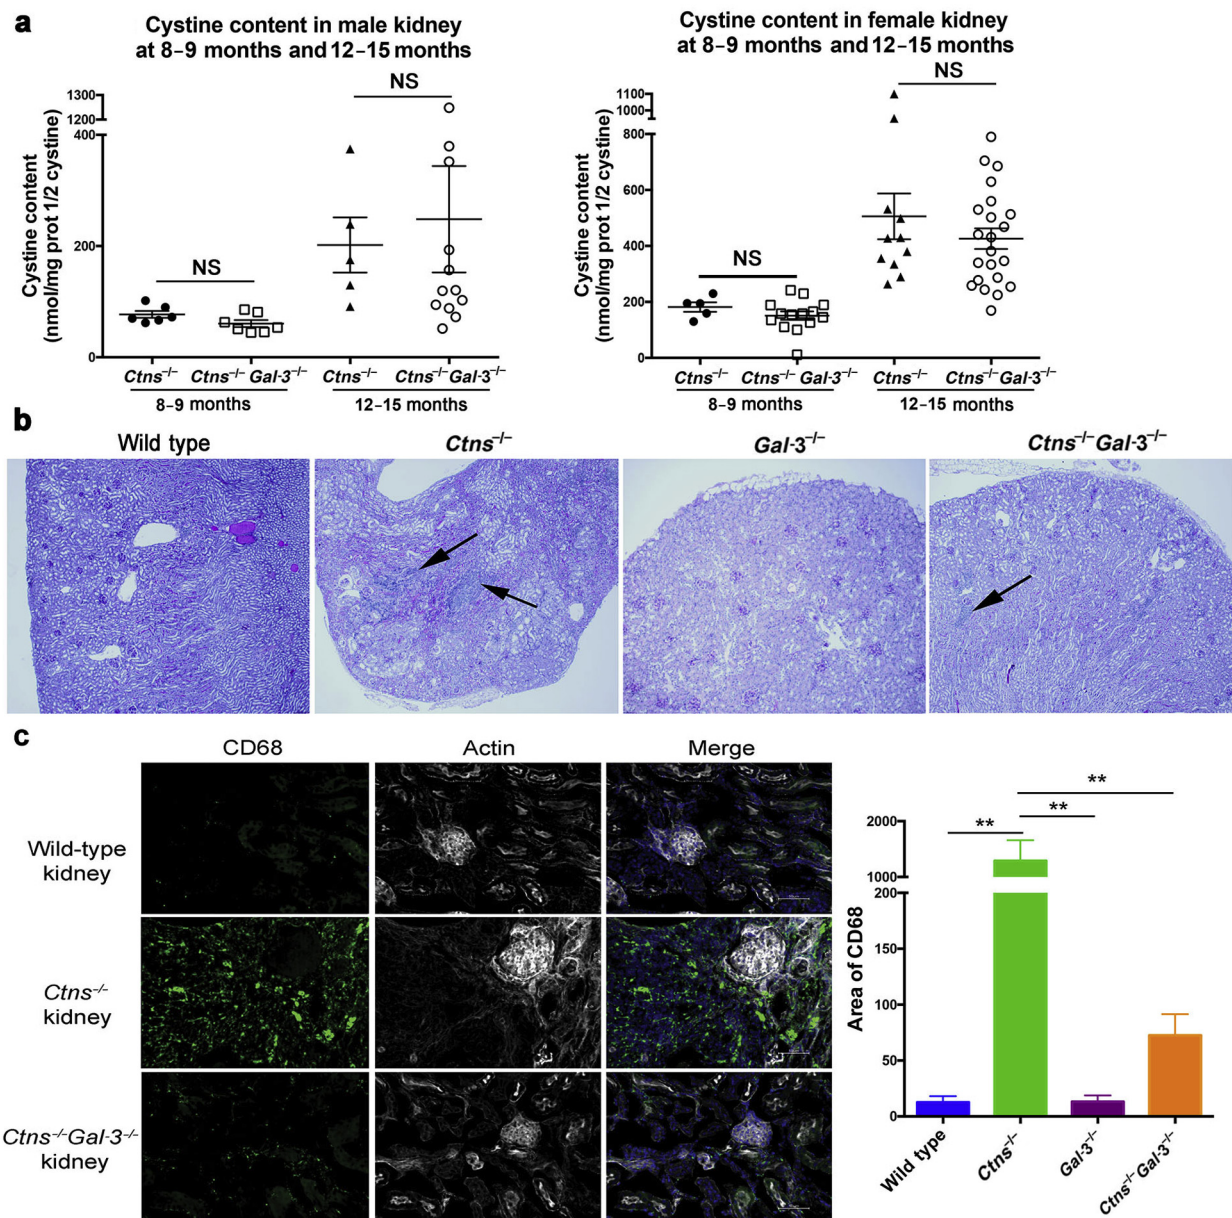 a
Cystine content in male kidney
at 8–9 months and 12–15 months
Cystine content
(nmol/mg prot 1/2 cystine)
1300
1200
400
200
0
NS
NS
Ctns–/–
Ctns–/–Gal-3–/–
Ctns–/–
Ctns–/–Gal-3–/–
8–9 months
12–15 months
Cystine content in female kidney
at 8–9 months and 12–15 months
Cystine content
(nmol/mg prot 1/2 cystine)
1100
1000
800
600
400
200
0
NS
NS
Ctns–/–
Ctns–/–Gal-3–/–
Ctns–/–
Ctns–/–Gal-3–/–
8–9 months
12–15 months
b
Wild type
Ctns–/–
Gal-3–/–
Ctns–/–Gal-3–/–
c
CD68
Actin
Merge
Wild-type
kidney
Ctns–/–
kidney
Ctns–/–Gal-3–/–
kidney
Area of CD68
2000
1000
200
150
100
50
0
**
**
**
Wild type
Ctns–/–
Gal-3–/–
Ctns–/–Gal-3–/–